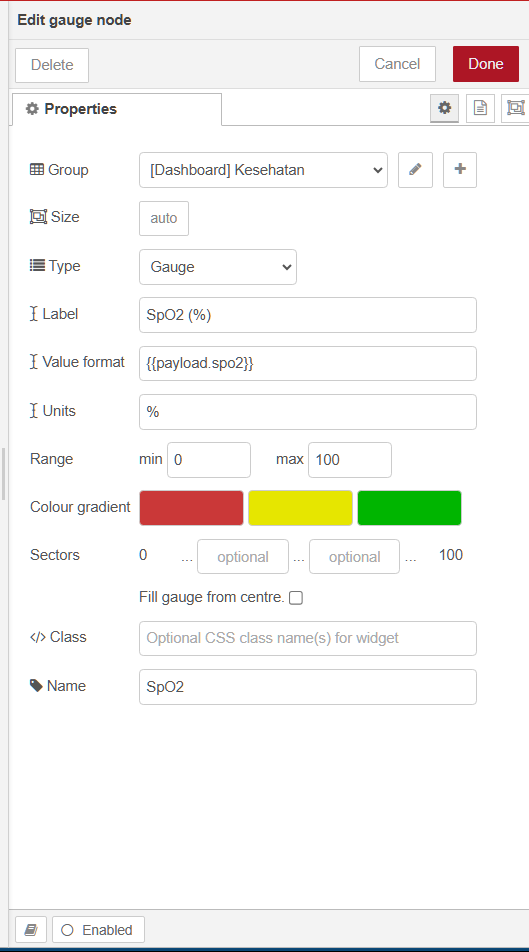 Edit gauge node
Delete Cancel Done
Properties
Group [Dashboard] Kesehatan
Size auto
Type Gauge
Label SpO2 (%)
Value format {{payload.spo2}}
Units %
Range min 0 max 100
Colour gradient
Sectors 0 ... optional ... optional ... 100
Fill gauge from centre.
</> Class Optional CSS class name(s) for widget
Name SpO2
Enabled